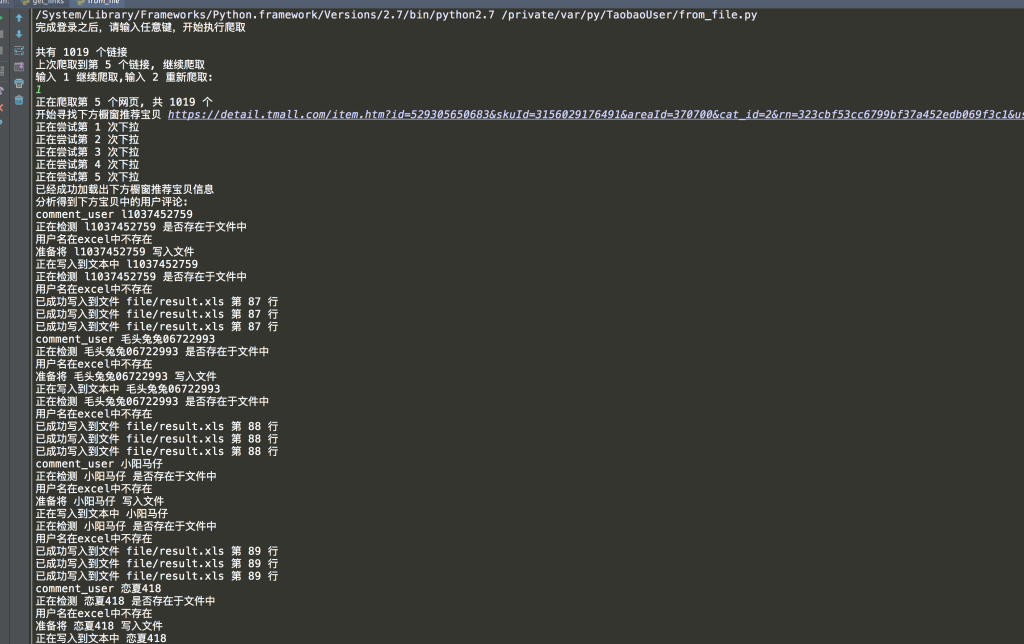 get_links from_file
/System/Library/Frameworks/Python.framework/Versions/2.7/bin/python2.7 /private/var/py/TaobaoUser/from_file.py
完成登录之后，请输入任意键，开始执行爬取
共有 1019 个链接
上次爬取到第 5 个链接, 继续爬取
输入 1 继续爬取,输入 2 重新爬取:
1
正在爬取第 5 个网页, 共 1019 个
开始寻找下方橱窗推荐宝贝 https://detail.tmall.com/item.htm?id=529305650683&skuId=3156029176491&areaId=370700&cat_id=2&rn=323cbf53cc6799bf37a452edb069f3c1&us
正在尝试第 1 次下拉
正在尝试第 2 次下拉
正在尝试第 3 次下拉
正在尝试第 4 次下拉
正在尝试第 5 次下拉
已经成功加载出下方橱窗推荐宝贝信息
分析得到下方宝贝中的用户评论:
comment_user l1037452759
正在检测 l1037452759 是否存在于文件中
用户名在excel中不存在
准备将 l1037452759 写入文件
正在写入到文本中 l1037452759
正在检测 l1037452759 是否存在于文件中
用户名在excel中不存在
已成功写入到文件 file/result.xls 第 87 行
已成功写入到文件 file/result.xls 第 87 行
已成功写入到文件 file/result.xls 第 87 行
comment_user 毛头兔兔06722993
正在检测 毛头兔兔06722993 是否存在于文件中
用户名在excel中不存在
准备将 毛头兔兔06722993 写入文件
正在写入到文本中 毛头兔兔06722993
正在检测 毛头兔兔06722993 是否存在于文件中
用户名在excel中不存在
已成功写入到文件 file/result.xls 第 88 行
已成功写入到文件 file/result.xls 第 88 行
已成功写入到文件 file/result.xls 第 88 行
comment_user 小阳马仔
正在检测 小阳马仔 是否存在于文件中
用户名在excel中不存在
准备将 小阳马仔 写入文件
正在写入到文本中 小阳马仔
正在检测 小阳马仔 是否存在于文件中
用户名在excel中不存在
已成功写入到文件 file/result.xls 第 89 行
已成功写入到文件 file/result.xls 第 89 行
已成功写入到文件 file/result.xls 第 89 行
comment_user 恋夏418
正在检测 恋夏418 是否存在于文件中
用户名在excel中不存在
准备将 恋夏418 写入文件
正在写入到文本中 恋夏418